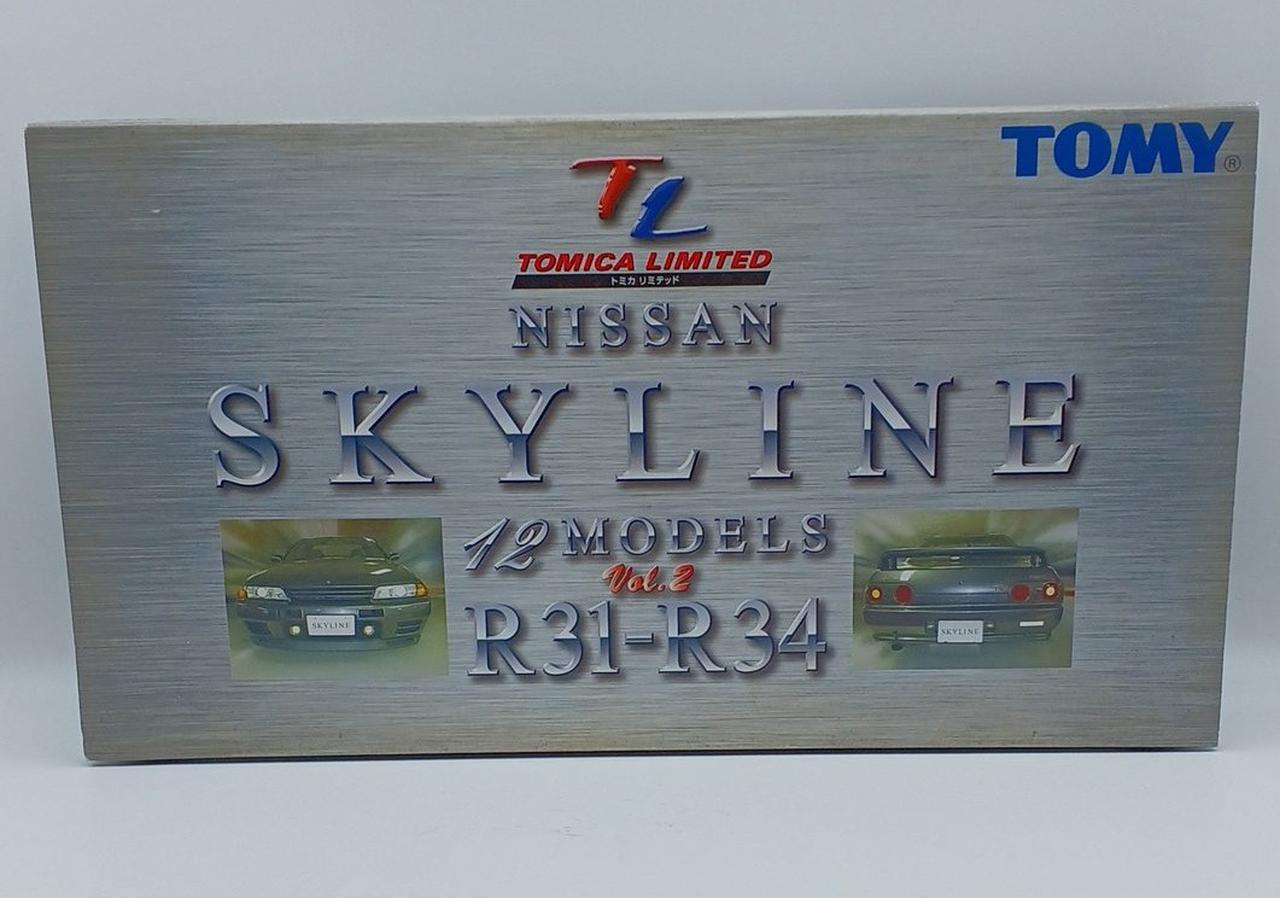 TOMY®
TL
TOMICA LIMITED
トミカ リミテッド
NISSAN
SKYLINE
12 MODELS
Vol.2
R31-R34
SKYLINE
SKYLINE